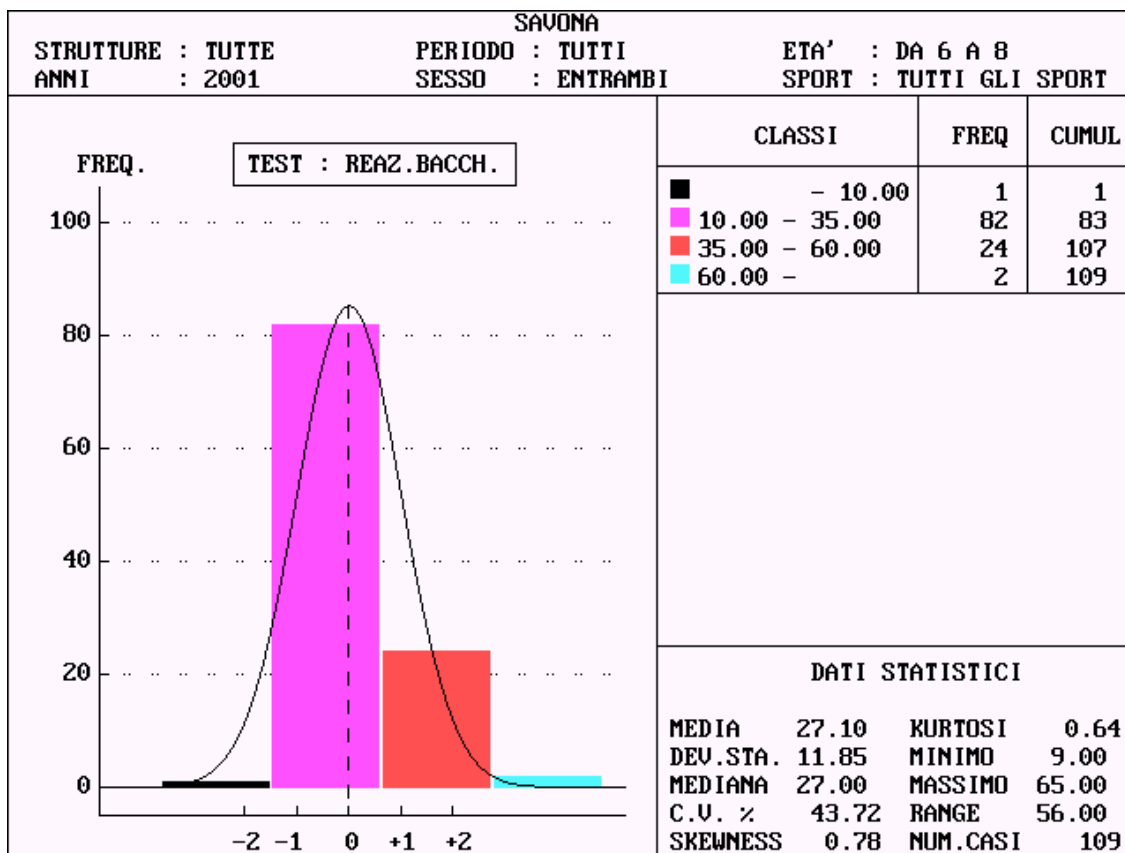 SAVONA
STRUTTURE : TUTTE PERIODO : TUTTI ETA' : DA 6 A 8
ANNI : 2001 SESSO : ENTRAMBI SPORT : TUTTI GLI SPORT
FREQ.
TEST : REAZ.BACCH.
100
80
60
40
20
0
-2 -1 0 +1 +2
CLASSI FREQ CUMUL
- 10.00 1 1
10.00 - 35.00 82 83
35.00 - 60.00 24 107
60.00 - 2 109
DATI STATISTICI
MEDIA 27.10 KURTOSI 0.64
DEV.STA. 11.85 MINIMO 9.00
MEDIANA 27.00 MASSIMO 65.00
C.V. % 43.72 RANGE 56.00
SKEWNESS 0.78 NUM.CASI 109